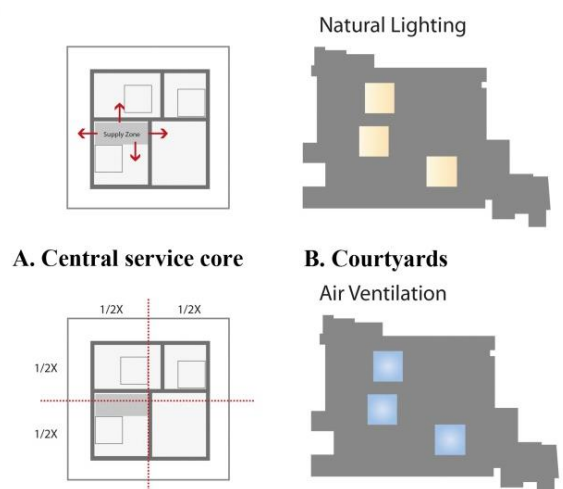 Natural Lighting
Supply Zone
A. Central service core
B. Courtyards
1/2X 1/2X
Air Ventilation
1/2X
1/2X